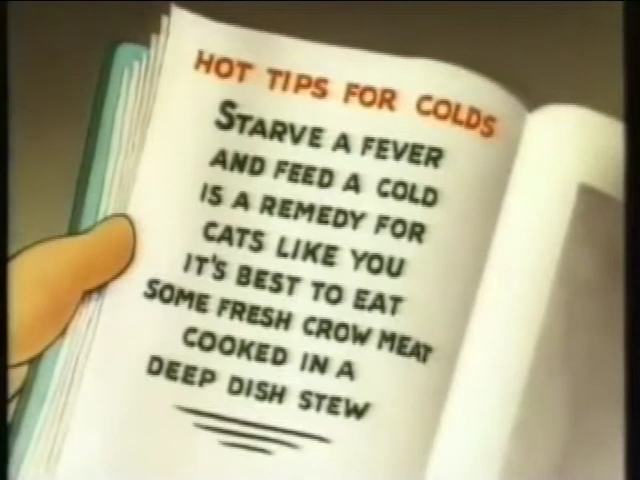 HOT TIPS FOR COLDS
STARVE A FEVER
AND FEED A COLD
IS A REMEDY FOR
CATS LIKE YOU
IT'S BEST TO EAT
SOME FRESH CROW MEAT
COOKED IN A
DEEP DISH STEW